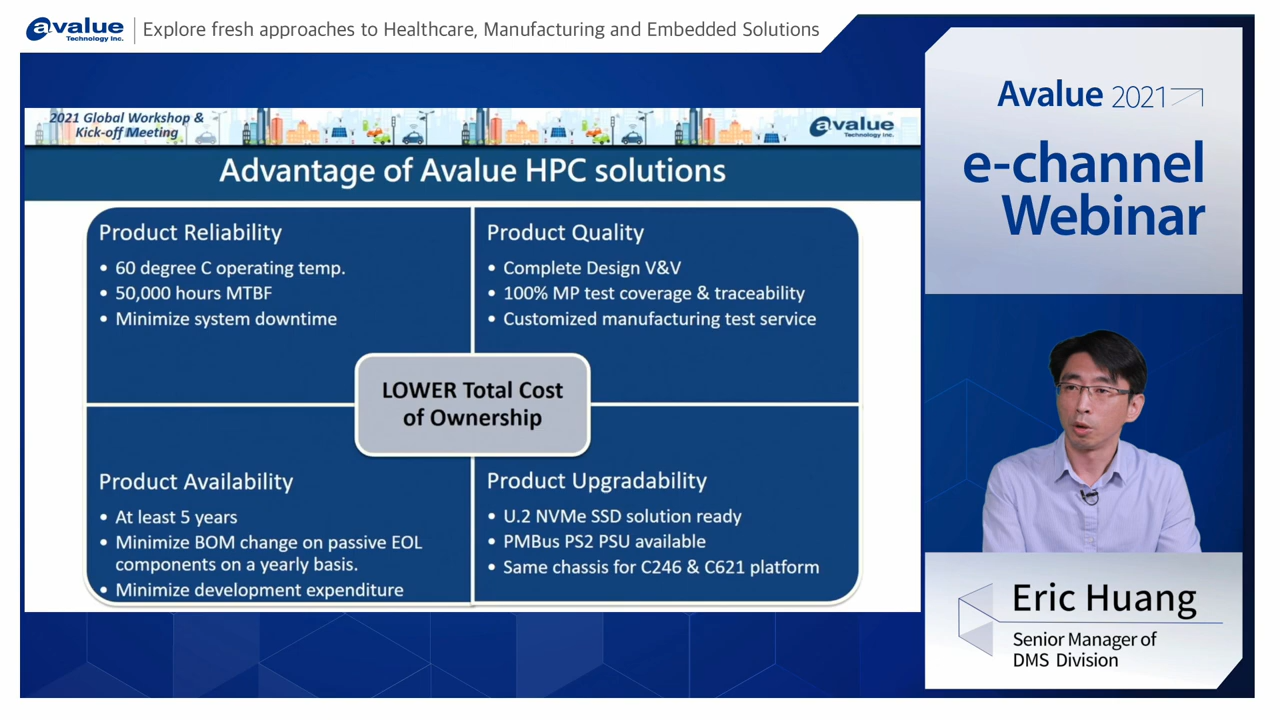 avalue
Technology Inc.
Explore fresh approaches to Healthcare, Manufacturing and Embedded Solutions
2021 Global Workshop &
Kick-off Meeting
avalue
Technology Inc.
Advantage of Avalue HPC solutions
Product Reliability
• 60 degree C operating temp.
• 50,000 hours MTBF
• Minimize system downtime
Product Quality
• Complete Design V&V
• 100% MP test coverage & traceability
• Customized manufacturing test service
LOWER Total Cost
of Ownership
Product Availability
• At least 5 years
• Minimize BOM change on passive EOL
components on a yearly basis.
• Minimize development expenditure
Product Upgradability
• U.2 NVMe SSD solution ready
• PMBus PS2 PSU available
• Same chassis for C246 & C621 platform
Avalue 2021
e-channel
Webinar
Eric Huang
Senior Manager of
DMS Division